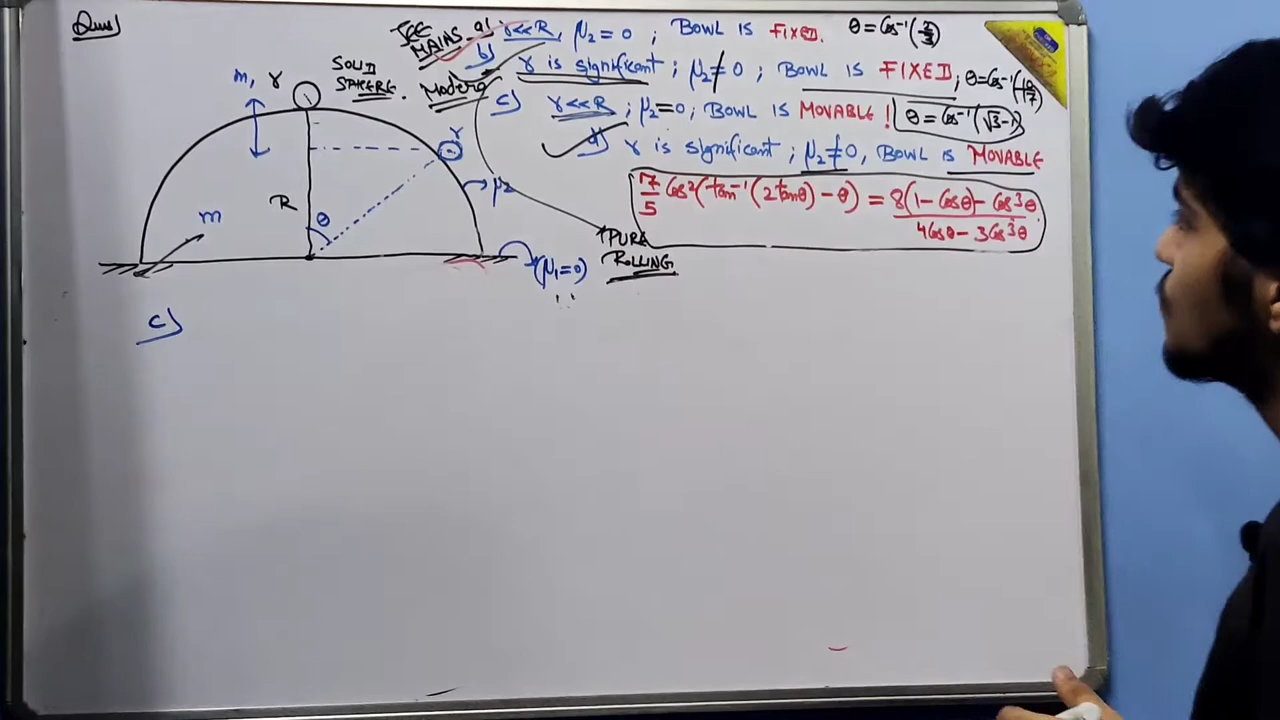 Ques)
JEE MAINS a) r<<R, μ₂=0 ; BOWL IS FIXED. θ=Cos⁻¹(2/3)
b) r is significant ; μ₂≠0 ; BOWL is FIXED ; θ=Cos⁻¹(10/17)
c) r<<R ; μ₂=0; BOWL IS MOVABLE ! θ=Cos⁻¹(√3-1)
d) r is significant ; μ₂≠0, BOWL IS MOVABLE
7/5 Cos²(tan⁻¹(2tanθ) - θ) = 8(1-Cosθ) - Cos³θ / 4Cosθ - 3Cos³θ
PURE
ROLLING
m, r
SOLID
SPHERE.
r
μ₂
R
θ
m
(μ₁=0)
c)